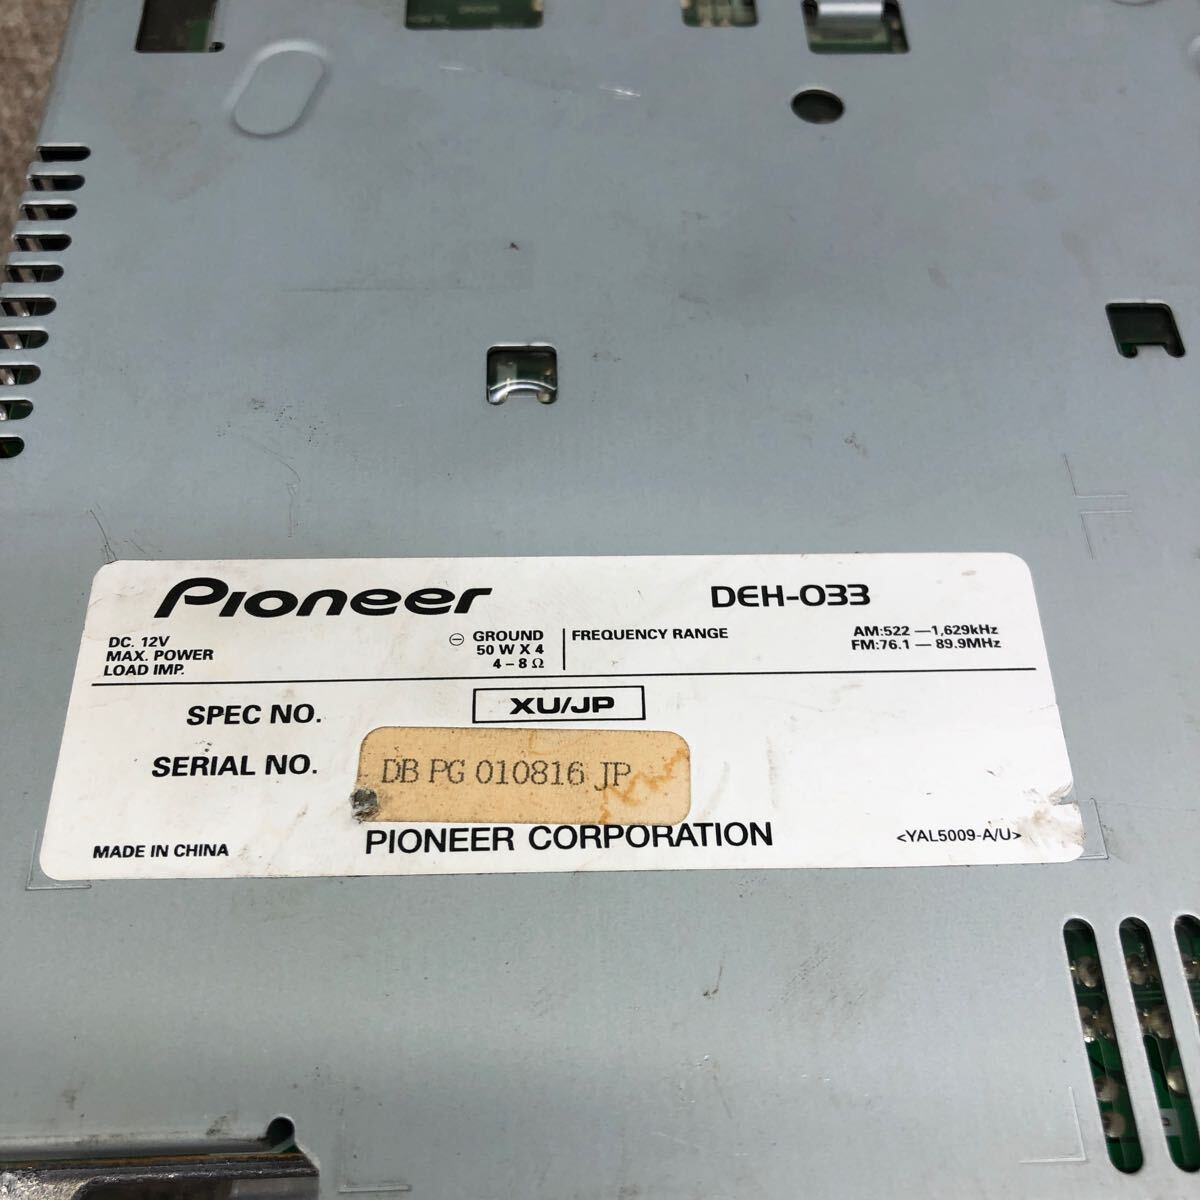 Pioneer DEH-033
DC. 12V ⊖ GROUND FREQUENCY RANGE AM:522 — 1,629kHz
MAX. POWER 50 W X 4 FM:76.1 — 89.9MHz
LOAD IMP. 4 – 8 Ω
SPEC NO. XU/JP
SERIAL NO. DB PG 010816 JP
MADE IN CHINA PIONEER CORPORATION <YAL5009-A/U>